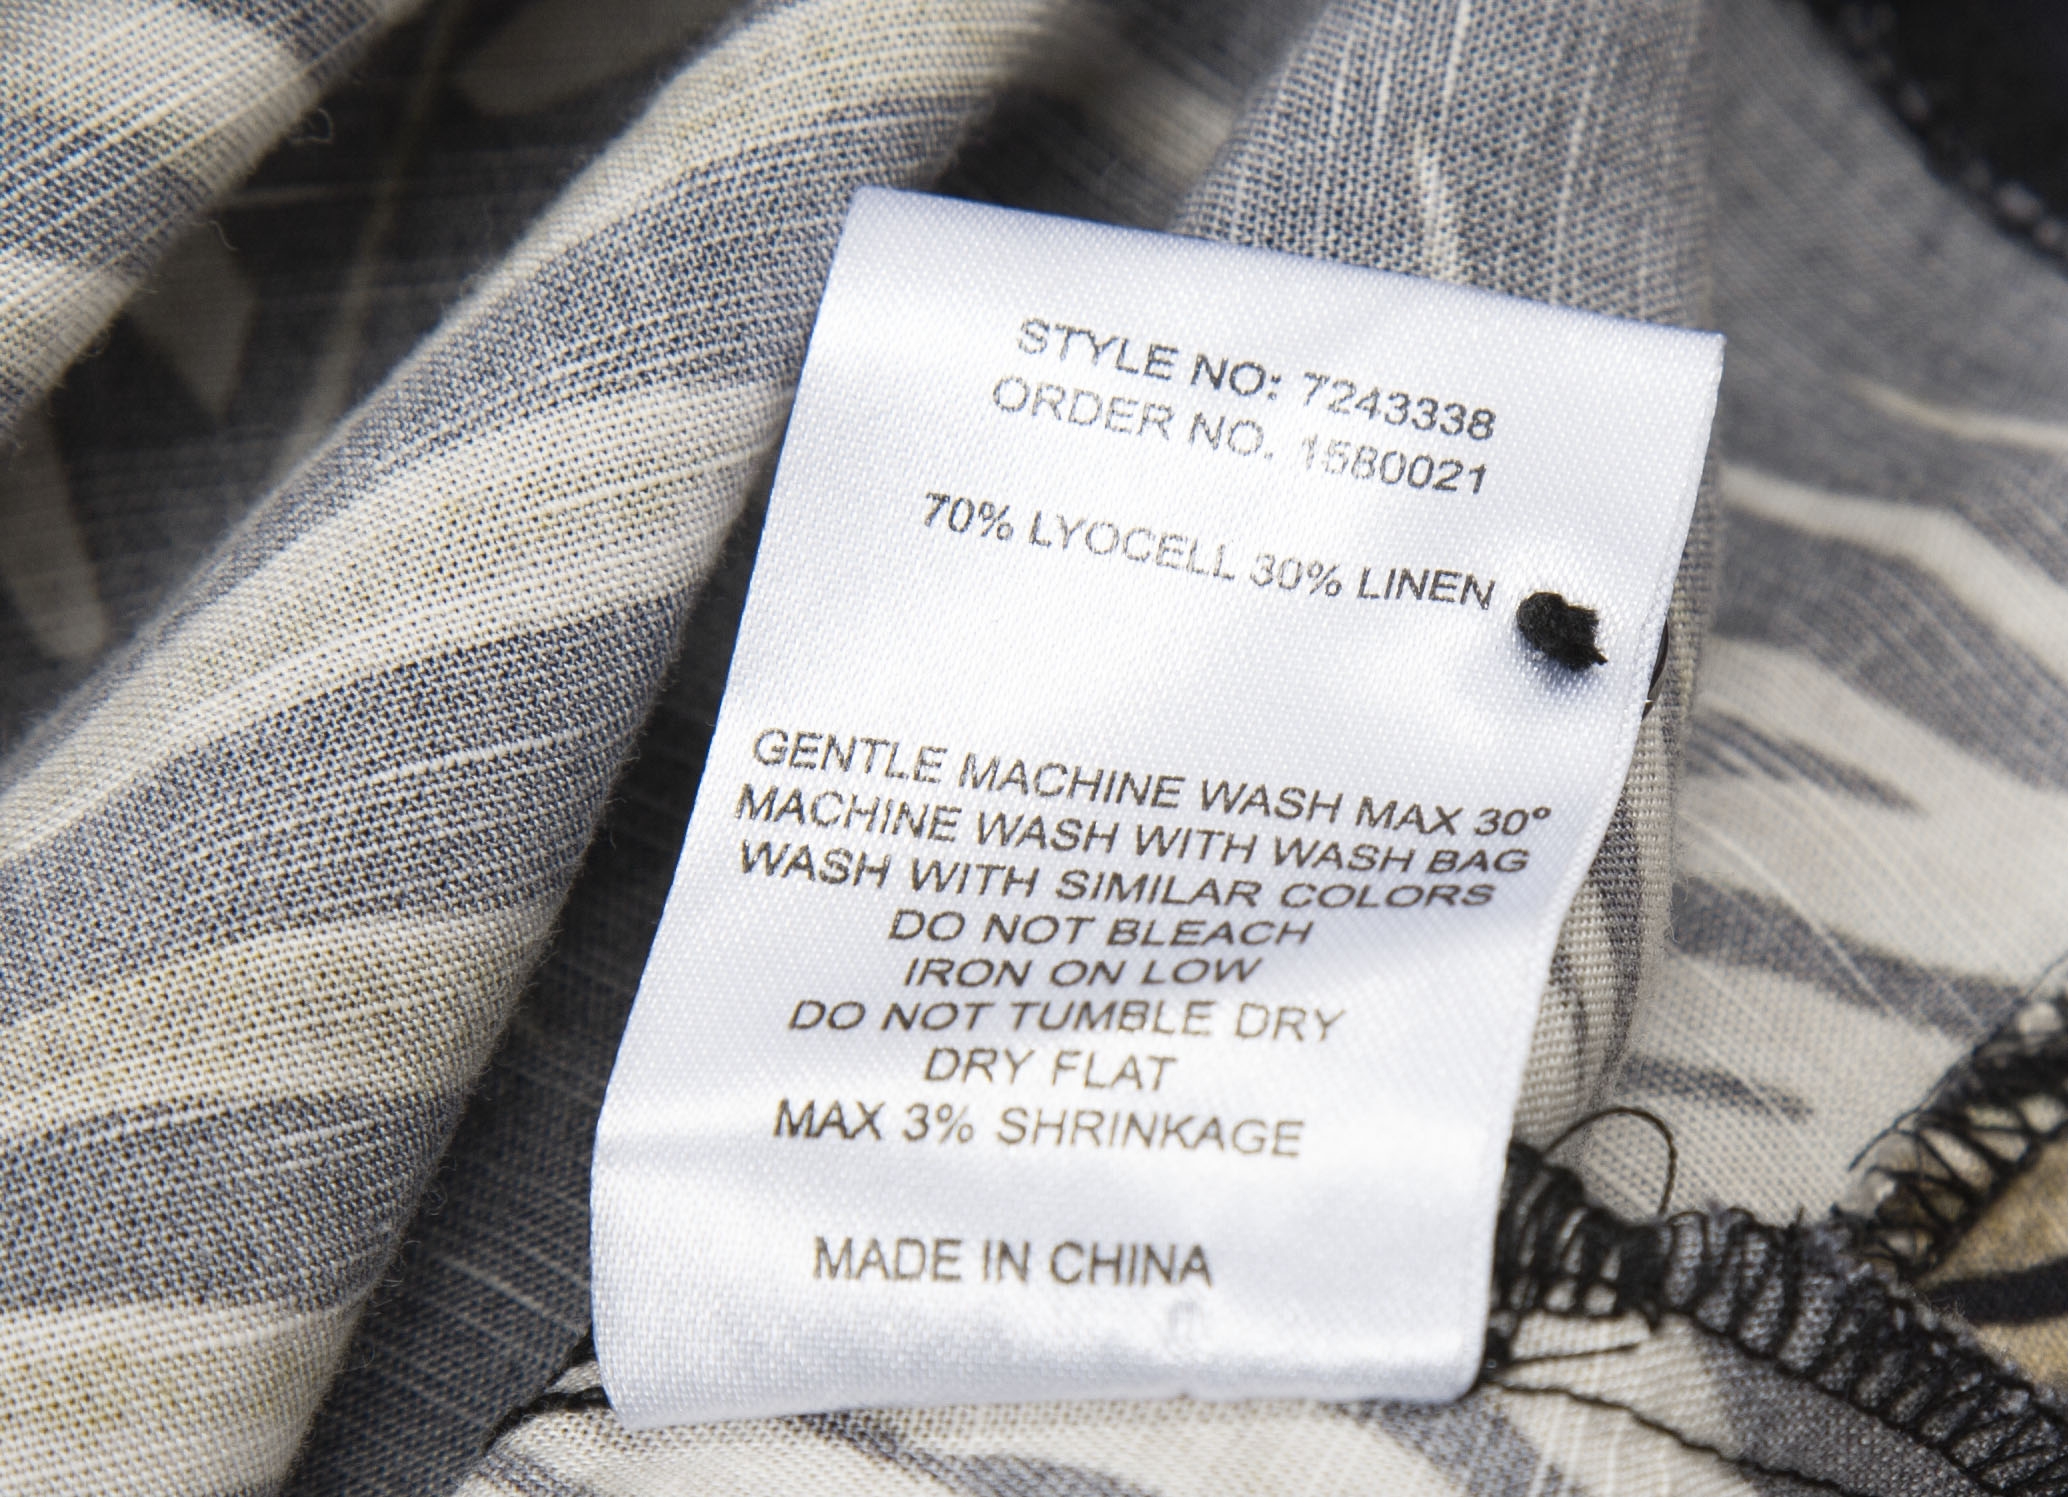 STYLE NO: 7243338
ORDER NO. 1580021
70% LYOCELL 30% LINEN
GENTLE MACHINE WASH MAX 30°
MACHINE WASH WITH WASH BAG
WASH WITH SIMILAR COLORS
DO NOT BLEACH
IRON ON LOW
DO NOT TUMBLE DRY
DRY FLAT
MAX 3% SHRINKAGE
MADE IN CHINA